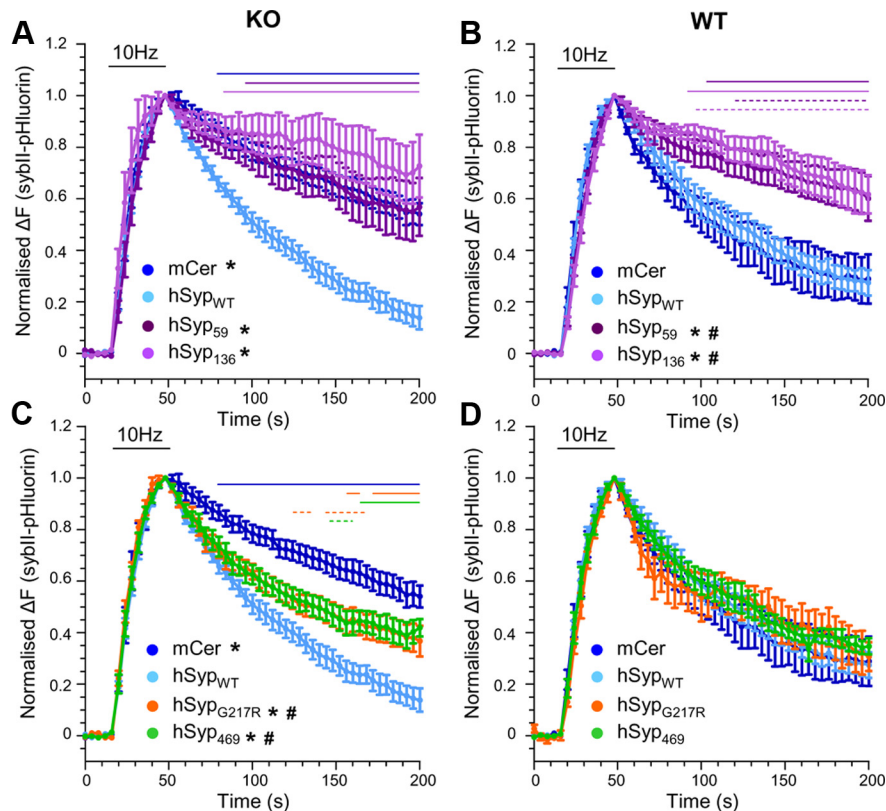 KO
WT
A
10Hz
1.2
1.0
0.8
0.6
0.4
0.2
0
Normalised ΔF (sybII-pHluorin)
mCer *
hSypWT
hSyp59 *
hSyp136 *
0 50 100 150 200
Time (s)
B
10Hz
1.2
1.0
0.8
0.6
0.4
0.2
0
Normalised ΔF (sybII-pHluorin)
mCer
hSypWT
hSyp59 * #
hSyp136 * #
0 50 100 150 200
Time (s)
C
10Hz
1.2
1.0
0.8
0.6
0.4
0.2
0
Normalised ΔF (sybII-pHluorin)
mCer *
hSypWT
hSypG217R * #
hSyp469 * #
0 50 100 150 200
Time (s)
D
10Hz
1.2
1.0
0.8
0.6
0.4
0.2
0
Normalised ΔF (sybII-pHluorin)
mCer
hSypWT
hSypG217R
hSyp469
0 50 100 150 200
Time (s)